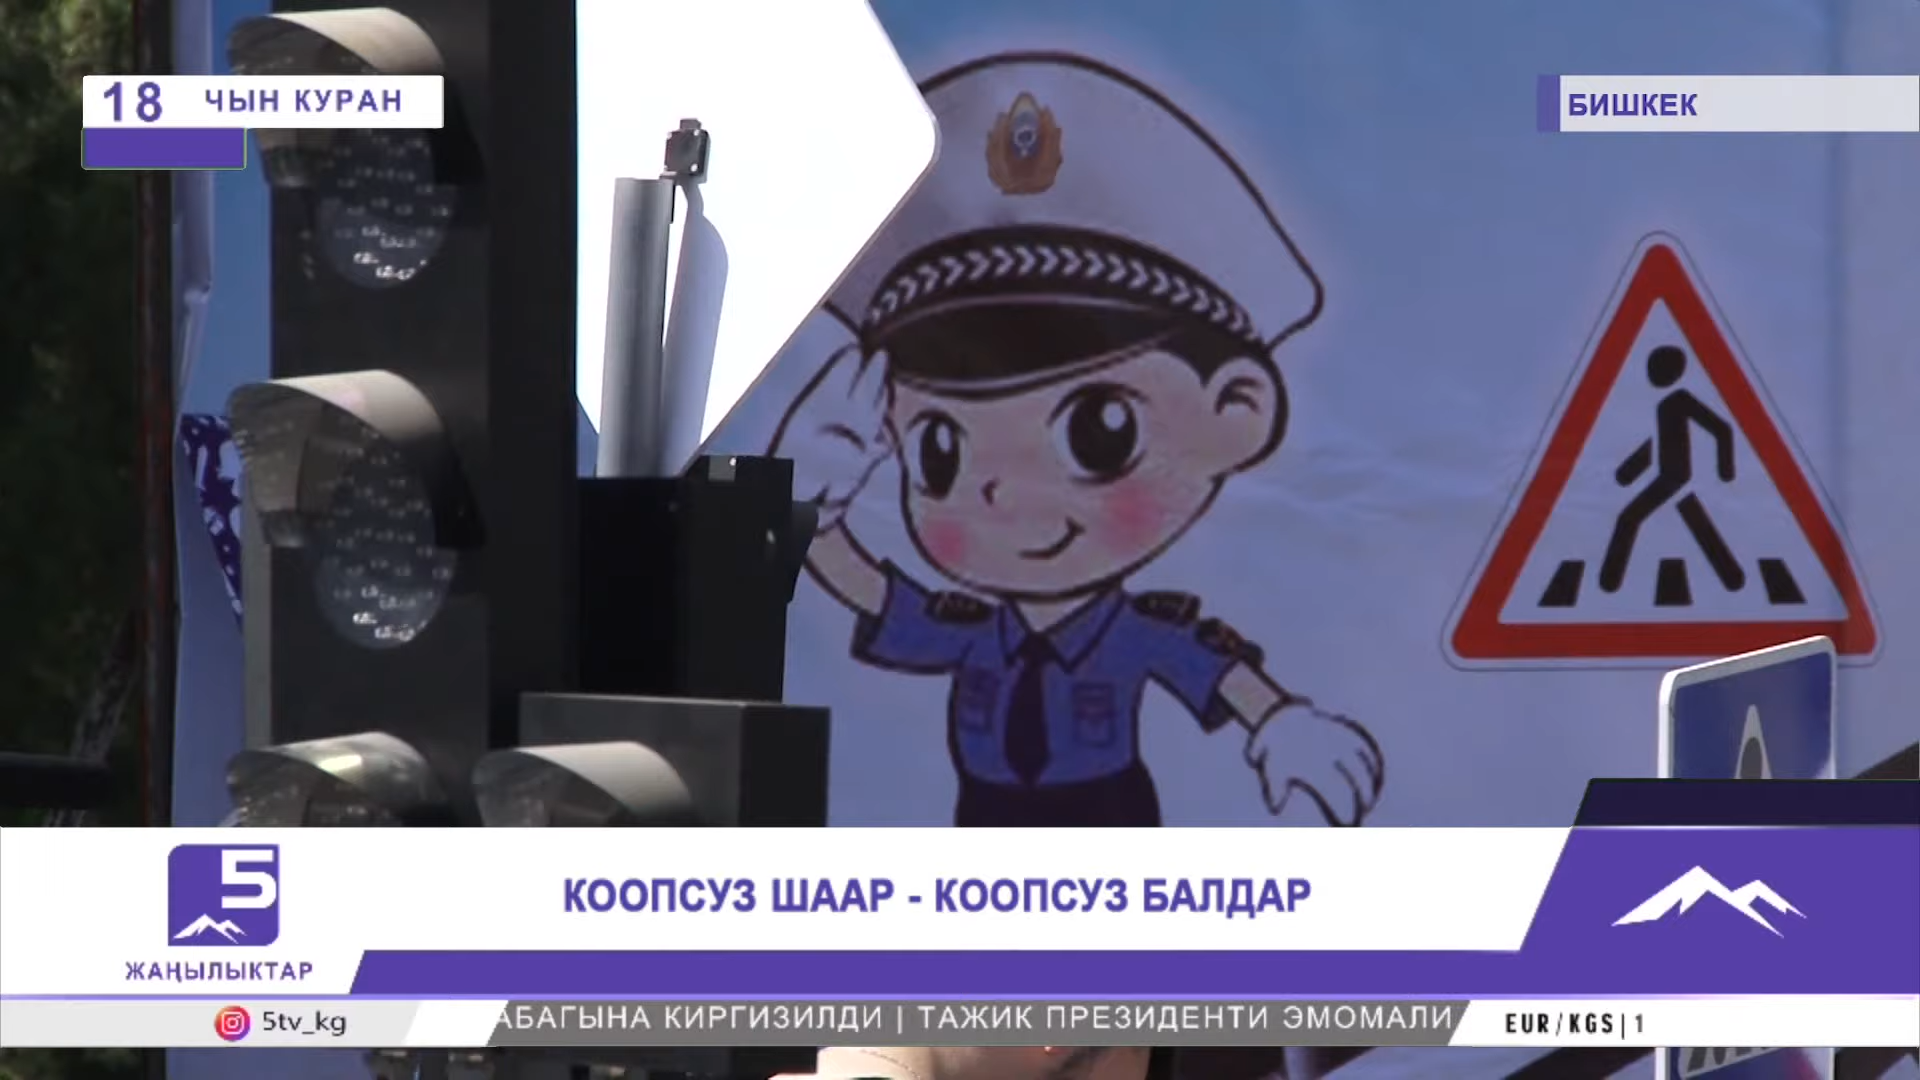 18 ЧЫН КУРАН
БИШКЕК
5
КООПСУЗ ШААР - КООПСУЗ БАЛДАР
ЖАҢЫЛЫКТАР
5tv_kg
АБАГЫНА КИРГИЗИЛДИ | ТАЖИК ПРЕЗИДЕНТИ ЭМОМАЛИ
EUR/KGS| 1